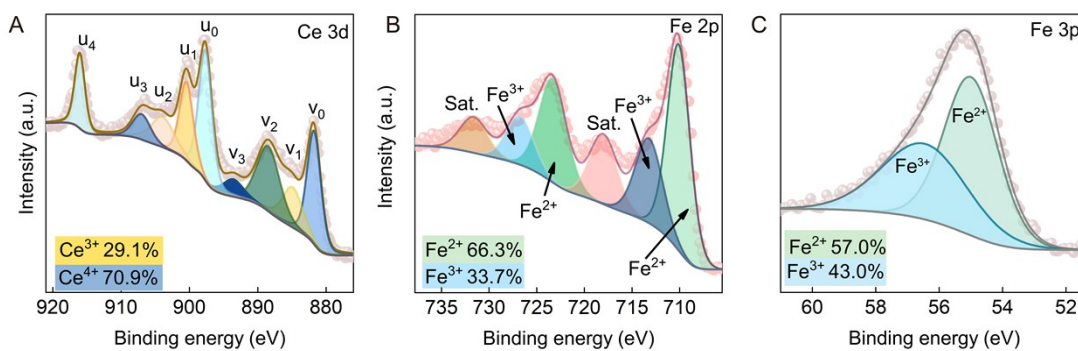 A
Ce 3d
u₄
u₃
u₂
u₁
u₀
v₃
v₂
v₁
v₀
Ce³⁺ 29.1%
Ce⁴⁺ 70.9%
Intensity (a.u.)
920 910 900 890 880
Binding energy (eV)
B
Fe 2p
Sat.
Fe³⁺
Fe²⁺
Sat.
Fe³⁺
Fe²⁺
Fe²⁺ 66.3%
Fe³⁺ 33.7%
Intensity (a.u.)
735 730 725 720 715 710
Binding energy (eV)
C
Fe 3p
Fe²⁺
Fe³⁺
Fe²⁺ 57.0%
Fe³⁺ 43.0%
Intensity (a.u.)
60 58 56 54 52
Binding energy (eV)